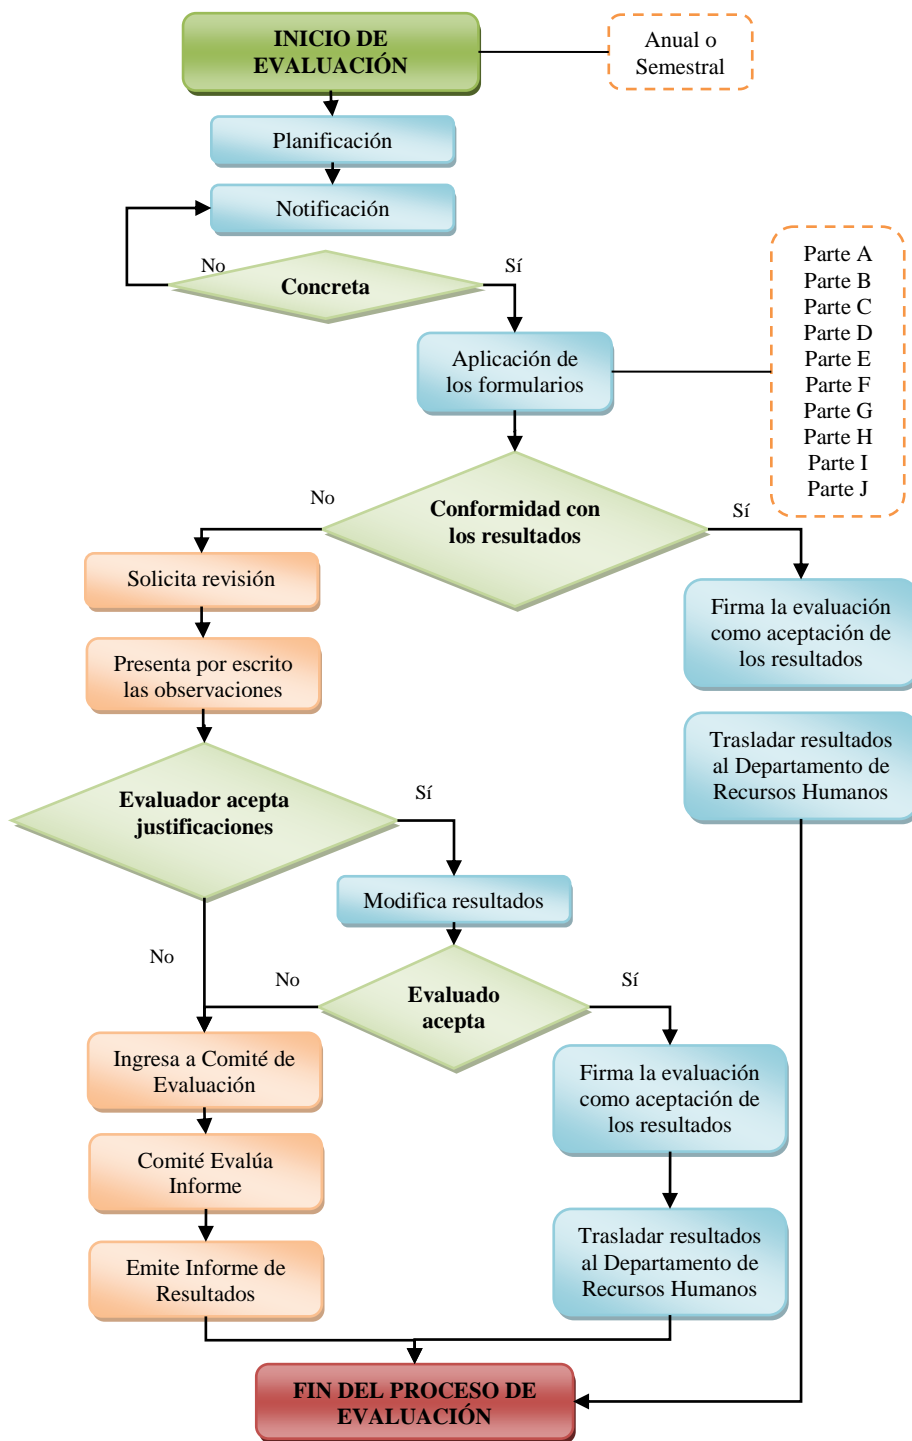 INICIO DE
EVALUACIÓN
Anual o
Semestral
Planificación
Notificación
No
Concreta
Sí
Aplicación de
los formularios
Parte A
Parte B
Parte C
Parte D
Parte E
Parte F
Parte G
Parte H
Parte I
Parte J
No
Conformidad con
los resultados
Sí
Solicita revisión
Firma la evaluación
como aceptación de
los resultados
Presenta por escrito
las observaciones
Trasladar resultados
al Departamento de
Recursos Humanos
Evaluador acepta
justificaciones
Sí
Modifica resultados
No
No
Evaluado
acepta
Sí
Ingresa a Comité de
Evaluación
Firma la evaluación
como aceptación de
los resultados
Comité Evalúa
Informe
Trasladar resultados
al Departamento de
Recursos Humanos
Emite Informe de
Resultados
FIN DEL PROCESO DE
EVALUACIÓN